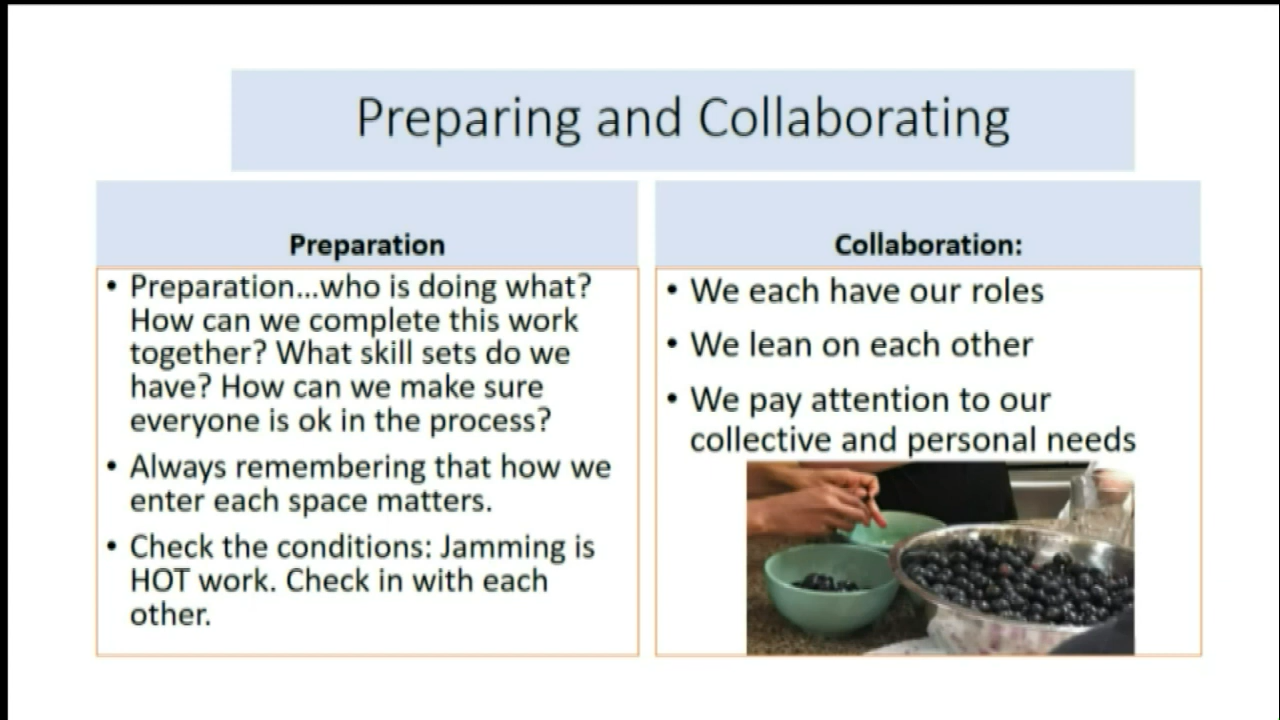 Preparing and Collaborating
Preparation
• Preparation...who is doing what?
How can we complete this work
together? What skill sets do we
have? How can we make sure
everyone is ok in the process?
• Always remembering that how we
enter each space matters.
• Check the conditions: Jamming is
HOT work. Check in with each
other.
Collaboration:
• We each have our roles
• We lean on each other
• We pay attention to our
collective and personal needs